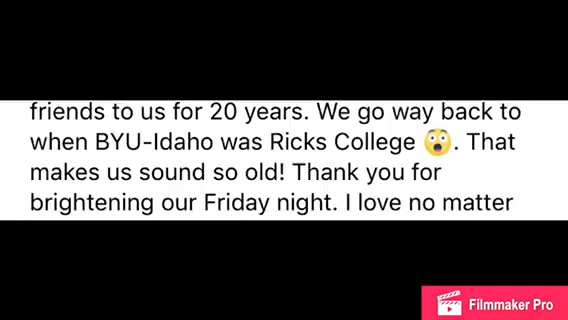 friends to us for 20 years. We go way back to
when BYU-Idaho was Ricks College 😲. That
makes us sound so old! Thank you for
brightening our Friday night. I love no matter
Filmmaker Pro